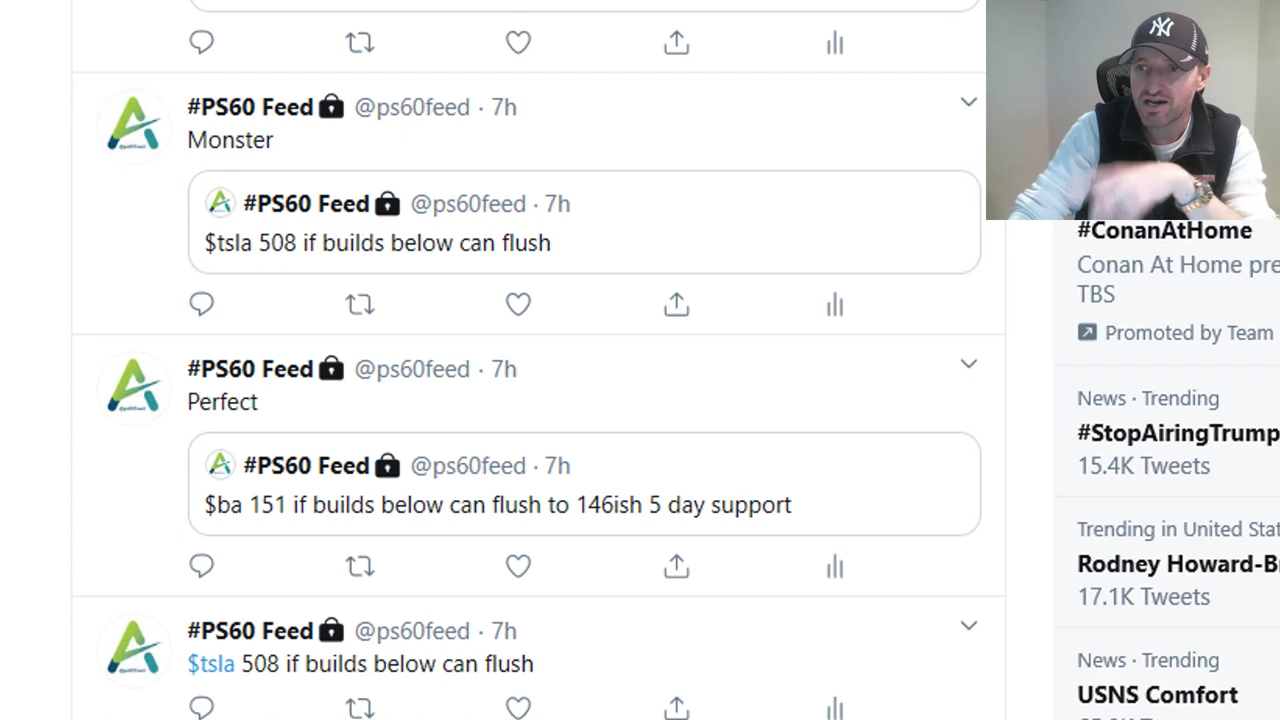 #PS60 Feed @ps60feed · 7h
Monster
#PS60 Feed @ps60feed · 7h
$tsla 508 if builds below can flush
#PS60 Feed @ps60feed · 7h
Perfect
#PS60 Feed @ps60feed · 7h
$ba 151 if builds below can flush to 146ish 5 day support
#PS60 Feed @ps60feed · 7h
$tsla 508 if builds below can flush
NY
#ConanAtHome
Conan At Home pre
TBS
Promoted by Team
News · Trending
#StopAiringTrump
15.4K Tweets
Trending in United Stat
Rodney Howard-B
17.1K Tweets
News · Trending
USNS Comfort